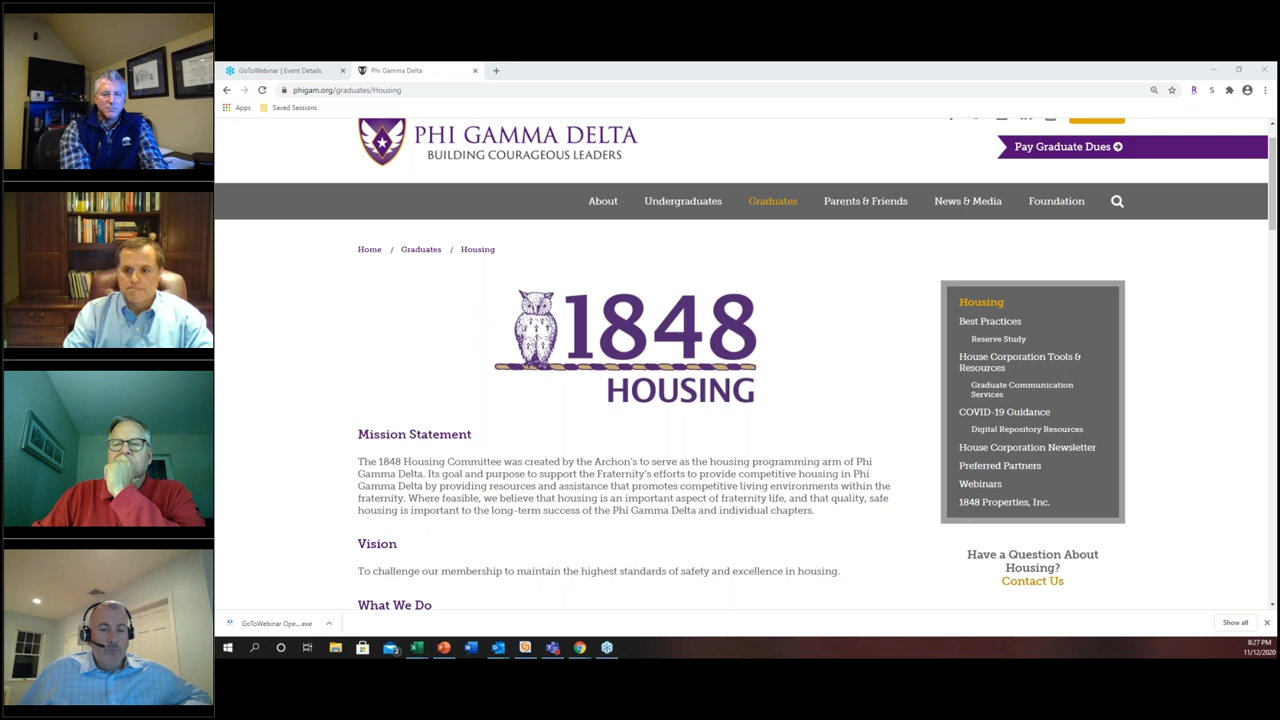 GoToWebinar | Event Details
Phi Gamma Delta
phigam.org/graduates/Housing
Apps
Saved Sessions
PHI GAMMA DELTA
BUILDING COURAGEOUS LEADERS
Pay Graduate Dues
About
Undergraduates
Graduates
Parents & Friends
News & Media
Foundation
Home / Graduates / Housing
1848
HOUSING
Mission Statement
The 1848 Housing Committee was created by the Archon's to serve as the housing programming arm of Phi
Gamma Delta. Its goal and purpose to support the Fraternity's efforts to provide competitive housing in Phi
Gamma Delta by providing resources and assistance that promotes competitive living environments within the
fraternity. Where feasible, we believe that housing is an important aspect of fraternity life, and that quality, safe
housing is important to the long-term success of the Phi Gamma Delta and individual chapters.
Vision
To challenge our membership to maintain the highest standards of safety and excellence in housing.
What We Do
Housing
Best Practices
Reserve Study
House Corporation Tools &
Resources
Graduate Communication
Services
COVID-19 Guidance
Digital Repository Resources
House Corporation Newsletter
Preferred Partners
Webinars
1848 Properties, Inc.
Have a Question About
Housing?
Contact Us
GoToWebinar Ope....exe
Show all
8:27 PM
11/12/2020